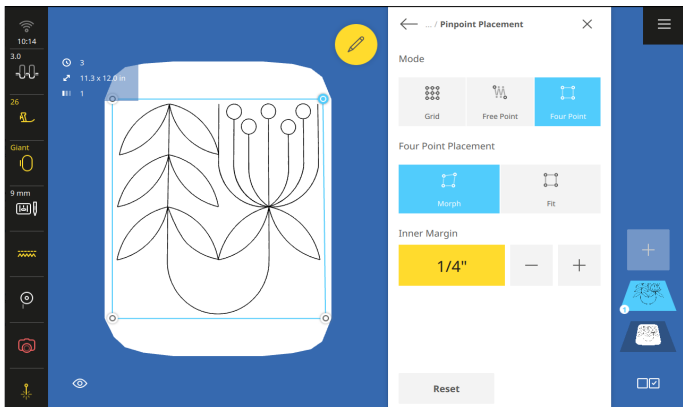 10:14
3.0
26
Giant
9 mm
3
11.3 x 12.0 in
1
... / Pinpoint Placement
Mode
Grid
Free Point
Four Point
Four Point Placement
Morph
Fit
Inner Margin
1/4"
Reset
1